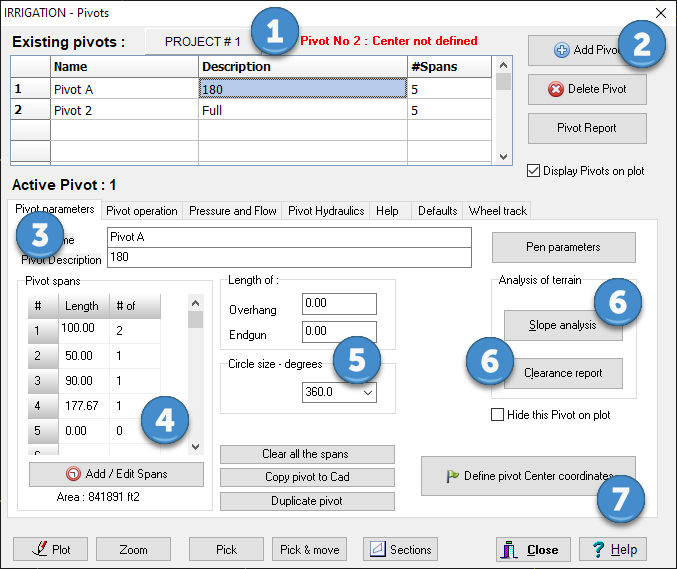 IRRIGATION - Pivots
Existing pivots :
PROJECT # 1
1
Pivot No 2 : Center not defined
Add Pivot
2
Name Description #Spans
1 Pivot A 180 5
2 Pivot 2 Full 5
Delete Pivot
Pivot Report
Display Pivots on plot
Active Pivot : 1
Pivot parameters Pivot operation Pressure and Flow Pivot Hydraulics Help Defaults Wheel track
3
Pivot A
Pivot Description 180
Pen parameters
Pivot spans
# Length # of
1 100.00 2
2 50.00 1
3 90.00 1
4 177.67 1
5 0.00 0
4
Add / Edit Spans
Area : 841891 ft2
Length of :
Overhang 0.00
Endgun 0.00
5
Circle size - degrees
360.0
Clear all the spans
Copy pivot to Cad
Duplicate pivot
Analysis of terrain
6
Slope analysis
6
Clearance report
Hide this Pivot on plot
Define pivot Center coordinates
7
Plot Zoom Pick Pick & move Sections Close Help